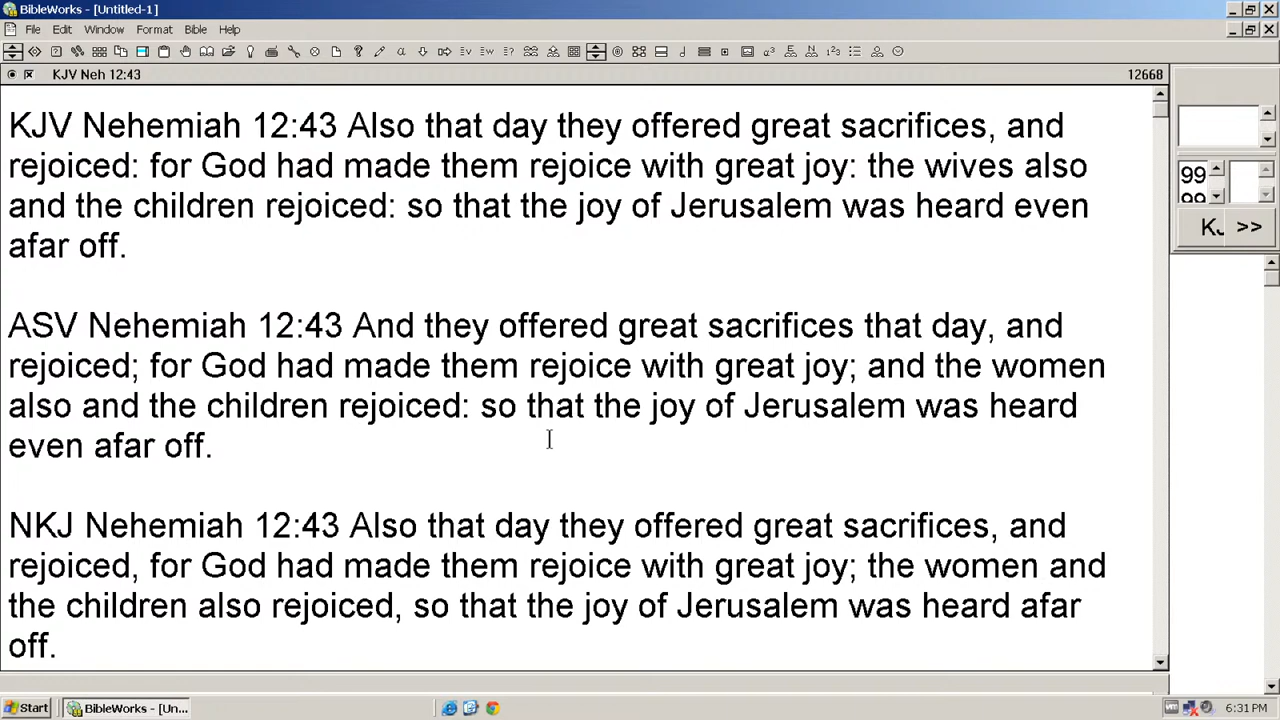 BibleWorks - [Untitled-1]
File Edit Window Format Bible Help
KJV Neh 12:43
12668
KJV Nehemiah 12:43 Also that day they offered great sacrifices, and
rejoiced: for God had made them rejoice with great joy: the wives also
and the children rejoiced: so that the joy of Jerusalem was heard even
afar off.
ASV Nehemiah 12:43 And they offered great sacrifices that day, and
rejoiced; for God had made them rejoice with great joy; and the women
also and the children rejoiced: so that the joy of Jerusalem was heard
even afar off.
NKJ Nehemiah 12:43 Also that day they offered great sacrifices, and
rejoiced, for God had made them rejoice with great joy; the women and
the children also rejoiced, so that the joy of Jerusalem was heard afar
off.
99
99
KJ >>
Start
BibleWorks - [Un...
6:31 PM